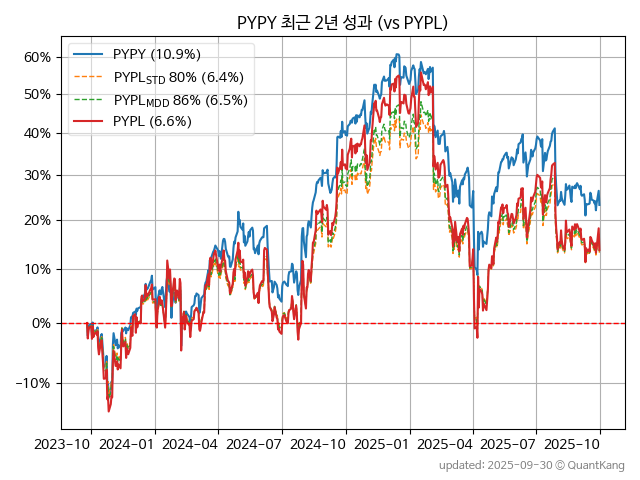 PYPY 최근 2년 성과 (vs PYPL)
PYPY (10.9%)
PYPL_STD 80% (6.4%)
PYPL_MDD 86% (6.5%)
PYPL (6.6%)
60%
50%
40%
30%
20%
10%
0%
−10%
2023-10 2024-01 2024-04 2024-07 2024-10 2025-01 2025-04 2025-07 2025-10
updated: 2025-09-30 © QuantKang